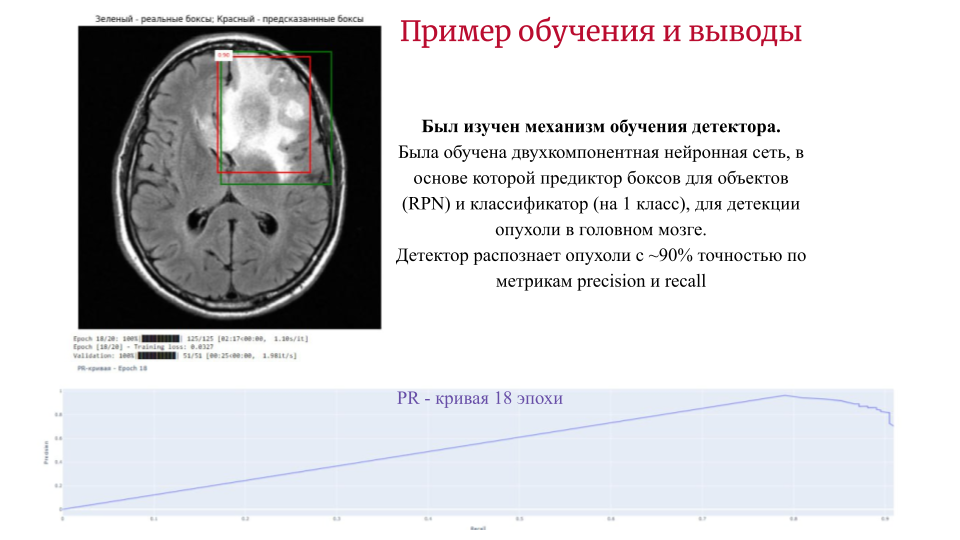 Зеленый - реальные боксы; Красный - предсказаннные боксы
Пример обучения и выводы
Был изучен механизм обучения детектора.
Была обучена двухкомпонентная нейронная сеть, в
основе которой предиктор боксов для объектов
(RPN) и классификатор (на 1 класс), для детекции
опухоли в головном мозге.
Детектор распознает опухоли с ~90% точностью по
метрикам precision и recall
Epoch 18/20: 100%|██████████| 125/125 [02:17<00:00, 1.10s/it]
Epoch [18/20] - Training loss: 0.0327
Validation: 100%|██████████| 51/51 [00:25<00:00, 1.98it/s]
PR-кривая - Epoch 18
PR - кривая 18 эпохи
1
0.8
0.6
0.4
0.2
0
Precision
0
0.1
0.2
0.3
0.4
0.5
0.6
0.7
0.8
0.9
Recall